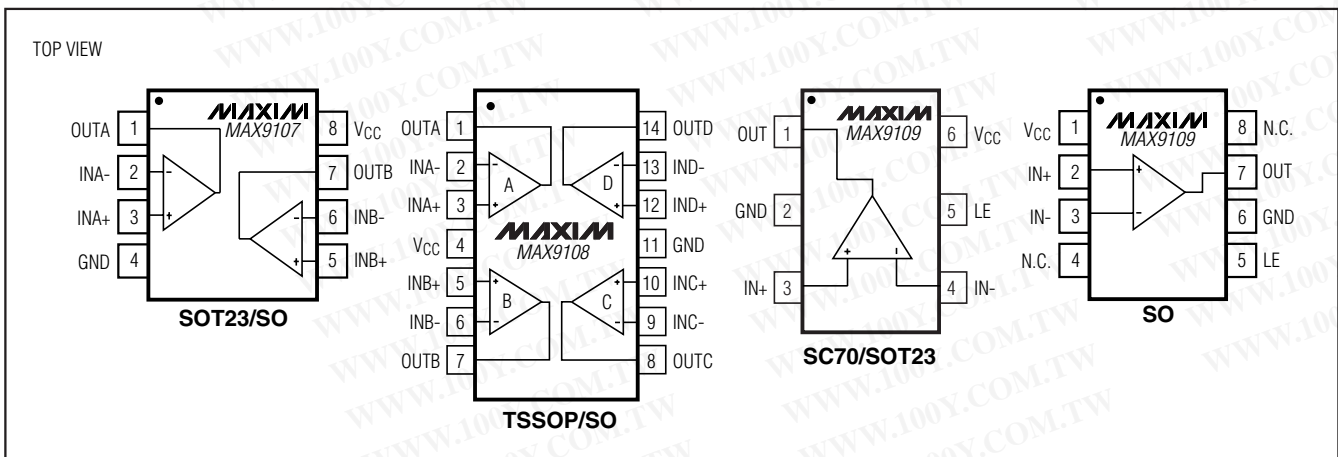 TOP VIEW
MAXIM
MAX9107
OUTA 1
INA- 2
INA+ 3
GND 4
8 VCC
7 OUTB
6 INB-
5 INB+
- +
- +
SOT23/SO
MAXIM
MAX9108
OUTA 1
INA- 2
INA+ 3
VCC 4
INB+ 5
INB- 6
OUTB 7
14 OUTD
13 IND-
12 IND+
11 GND
10 INC+
9 INC-
8 OUTC
- + A
- + D
+ - B
+ - C
TSSOP/SO
MAXIM
MAX9109
OUT 1
GND 2
IN+ 3
6 VCC
5 LE
4 IN-
+ -
SC70/SOT23
MAXIM
MAX9109
VCC 1
IN+ 2
IN- 3
N.C. 4
8 N.C.
7 OUT
6 GND
5 LE
+ -
SO
WWW.100Y.COM.TW